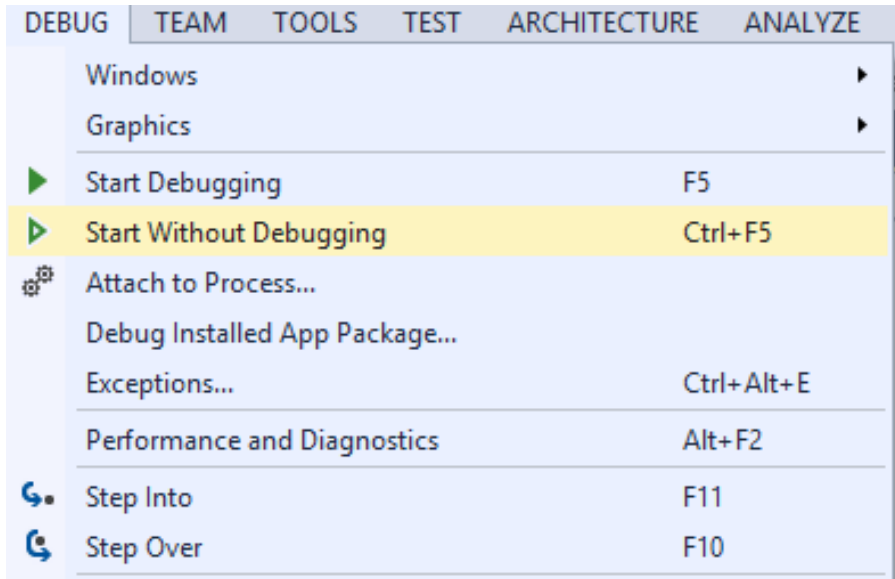 DEBUG TEAM TOOLS TEST ARCHITECTURE ANALYZE
Windows
Graphics
Start Debugging F5
Start Without Debugging Ctrl+F5
Attach to Process...
Debug Installed App Package...
Exceptions... Ctrl+Alt+E
Performance and Diagnostics Alt+F2
Step Into F11
Step Over F10